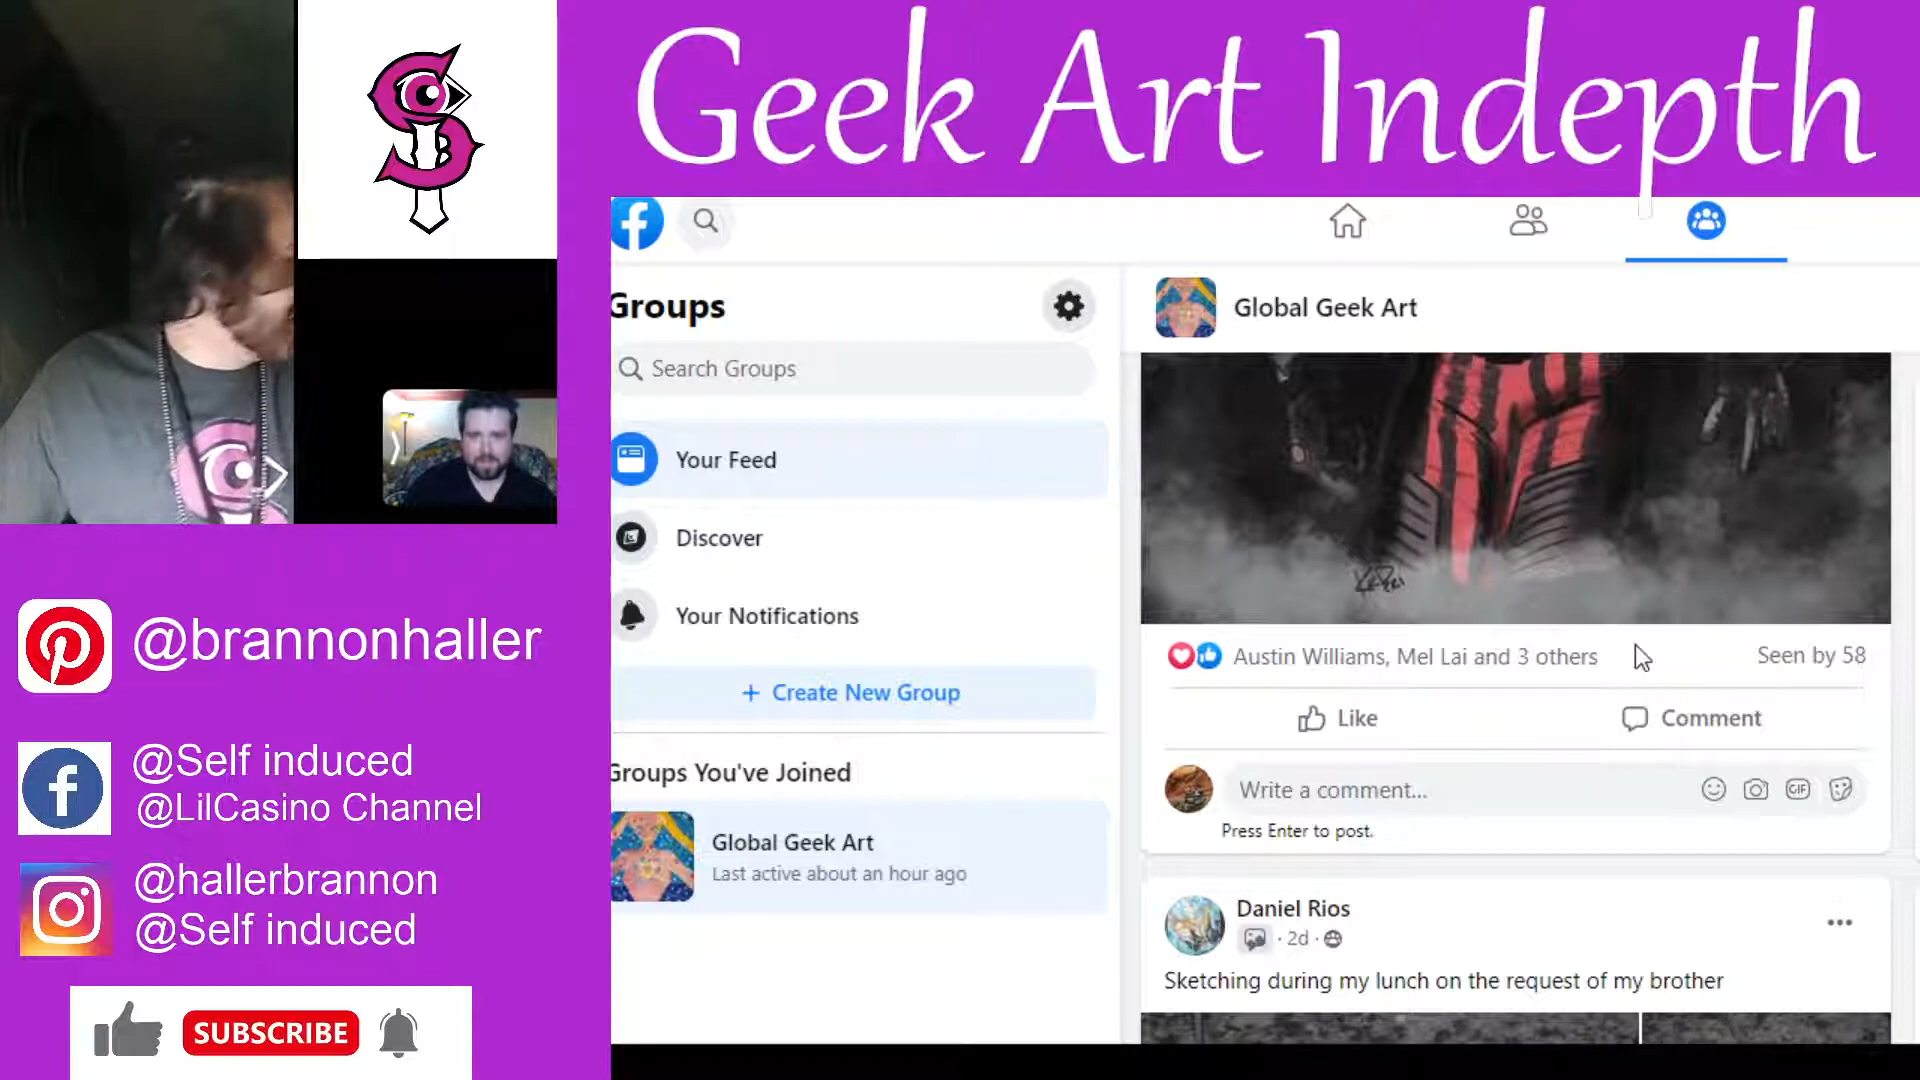 Geek Art Indepth
Groups
Search Groups
Your Feed
Discover
Your Notifications
+ Create New Group
Groups You've Joined
Global Geek Art
Last active about an hour ago
Global Geek Art
Austin Williams, Mel Lai and 3 others
Seen by 58
Like
Comment
Write a comment...
GIF
Press Enter to post.
Daniel Rios
· 2d ·
Sketching during my lunch on the request of my brother
@brannonhaller
@Self induced
@LilCasino Channel
@hallerbrannon
@Self induced
SUBSCRIBE